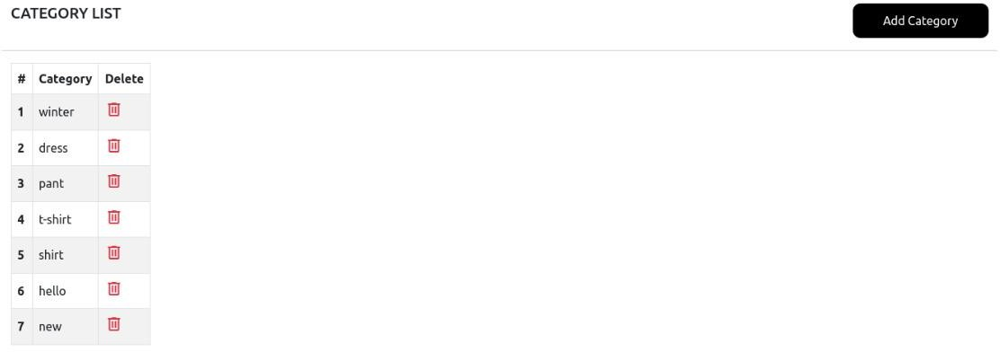 CATEGORY LIST
Add Category
# Category Delete
1 winter
2 dress
3 pant
4 t-shirt
5 shirt
6 hello
7 new